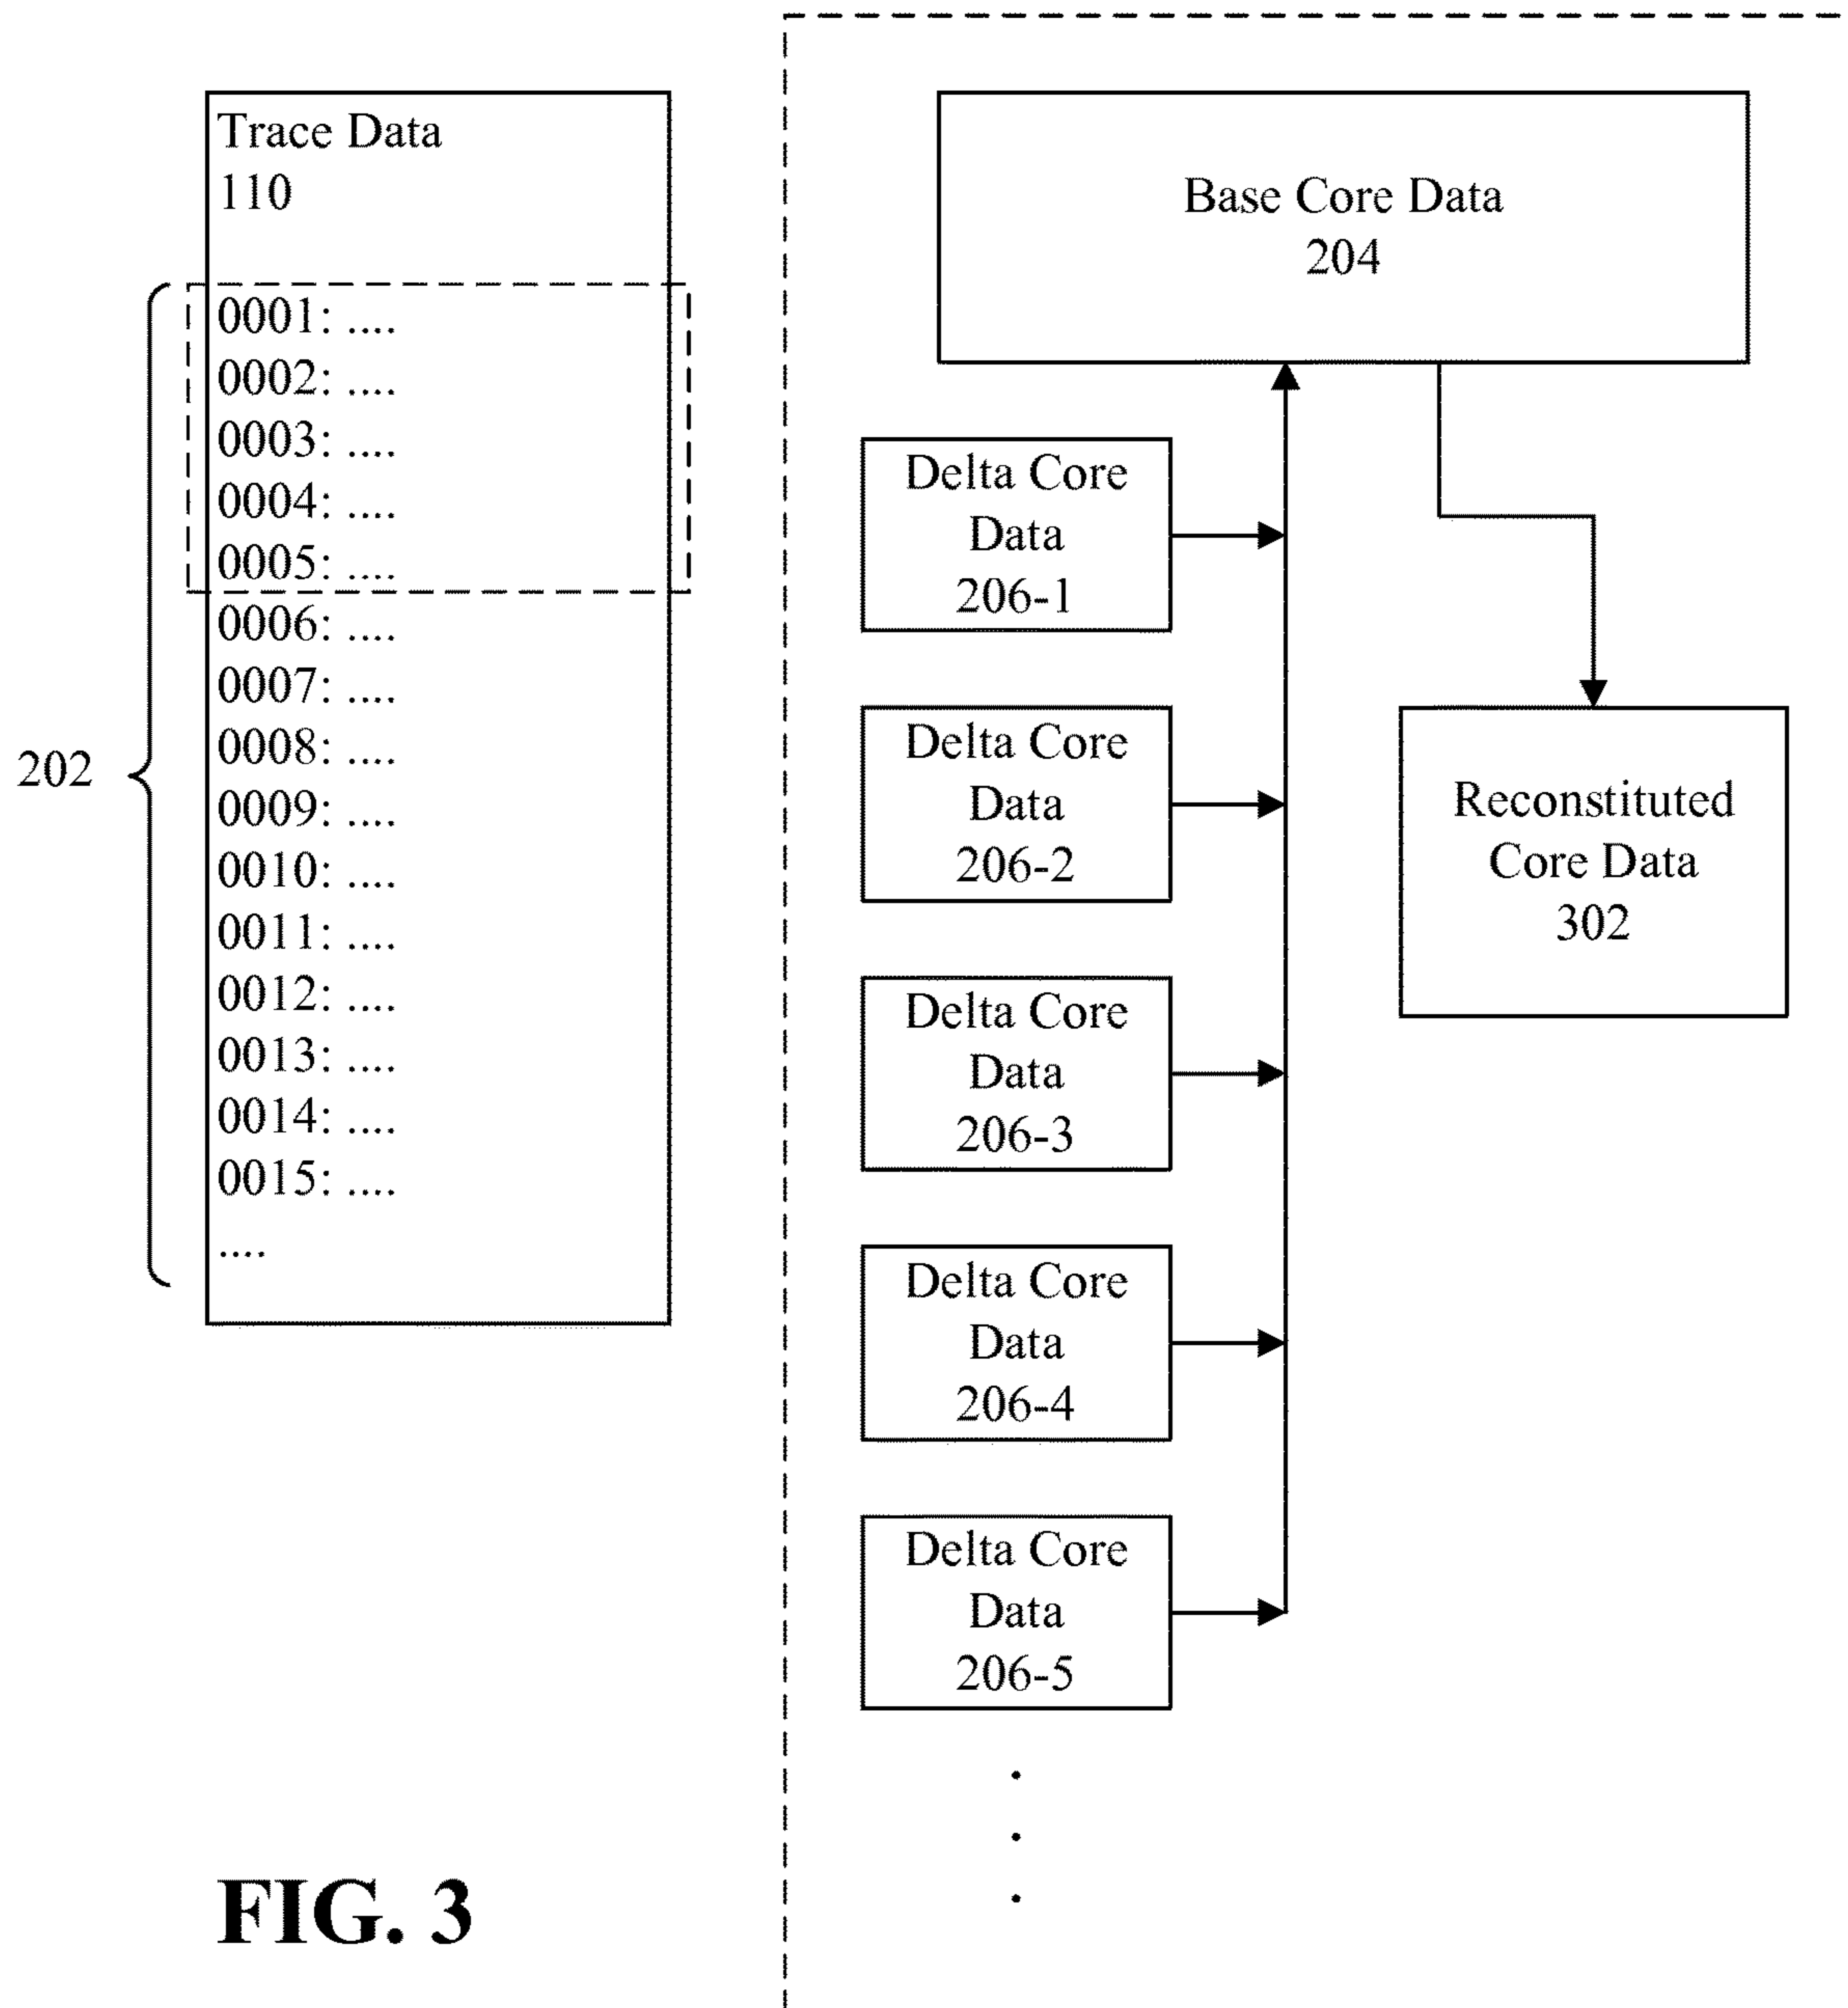 Trace Data
110
0001: ....
0002: ....
0003: ....
0004: ....
0005: ....
0006: ....
0007: ....
0008: ....
0009: ....
0010: ....
0011: ....
0012: ....
0013: ....
0014: ....
0015: ....
....
202
Base Core Data
204
Delta Core
Data
206-1
Delta Core
Data
206-2
Delta Core
Data
206-3
Delta Core
Data
206-4
Delta Core
Data
206-5
Reconstituted
Core Data
302
FIG. 3